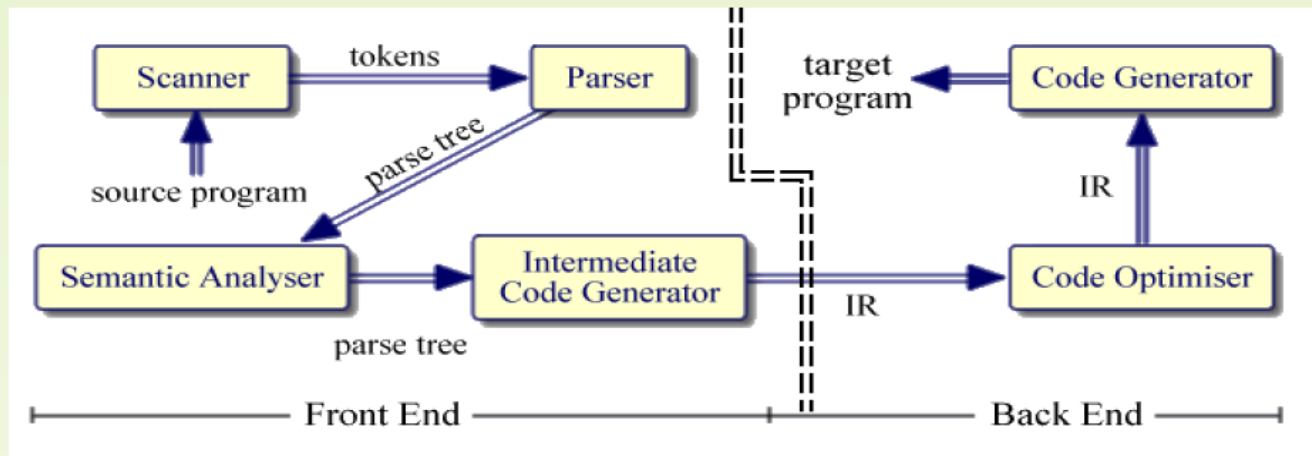 Scanner
tokens
Parser
target
program
Code Generator
parse tree
source program
IR
Semantic Analyser
Intermediate
Code Generator
Code Optimiser
IR
parse tree
Front End
Back End